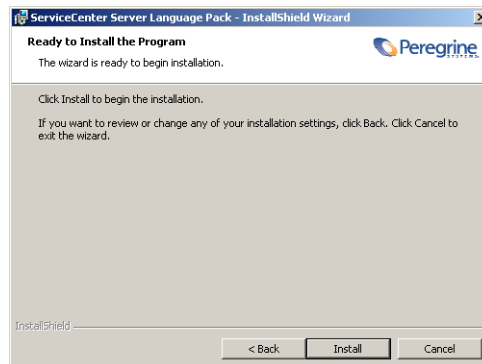 ServiceCenter Server Language Pack - InstallShield Wizard
Ready to Install the Program
The wizard is ready to begin installation.
Peregrine
SYSTEMS
Click Install to begin the installation.
If you want to review or change any of your installation settings, click Back. Click Cancel to
exit the wizard.
InstallShield
< Back
Install
Cancel